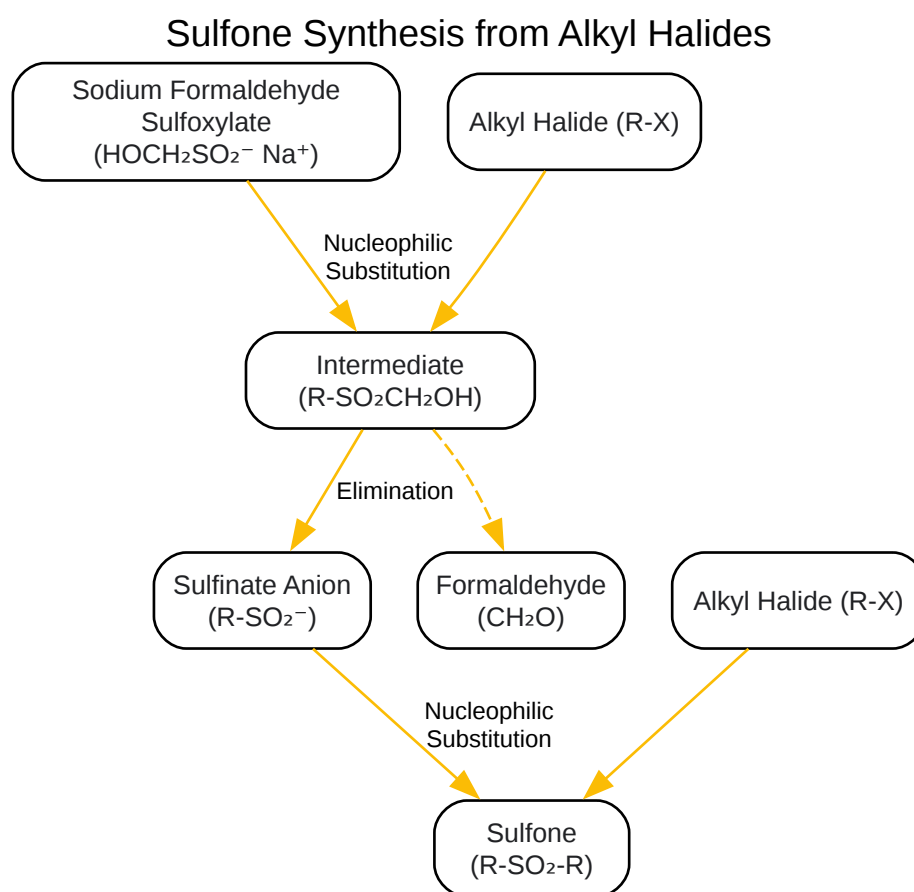 Sulfone Synthesis from Alkyl Halides
Sodium Formaldehyde
Sulfoxylate
(HOCH₂SO₂⁻ Na⁺)
Alkyl Halide (R-X)
Nucleophilic
Substitution
Intermediate
(R-SO₂CH₂OH)
Elimination
Sulfinate Anion
(R-SO₂⁻)
Formaldehyde
(CH₂O)
Alkyl Halide (R-X)
Nucleophilic
Substitution
Sulfone
(R-SO₂-R)